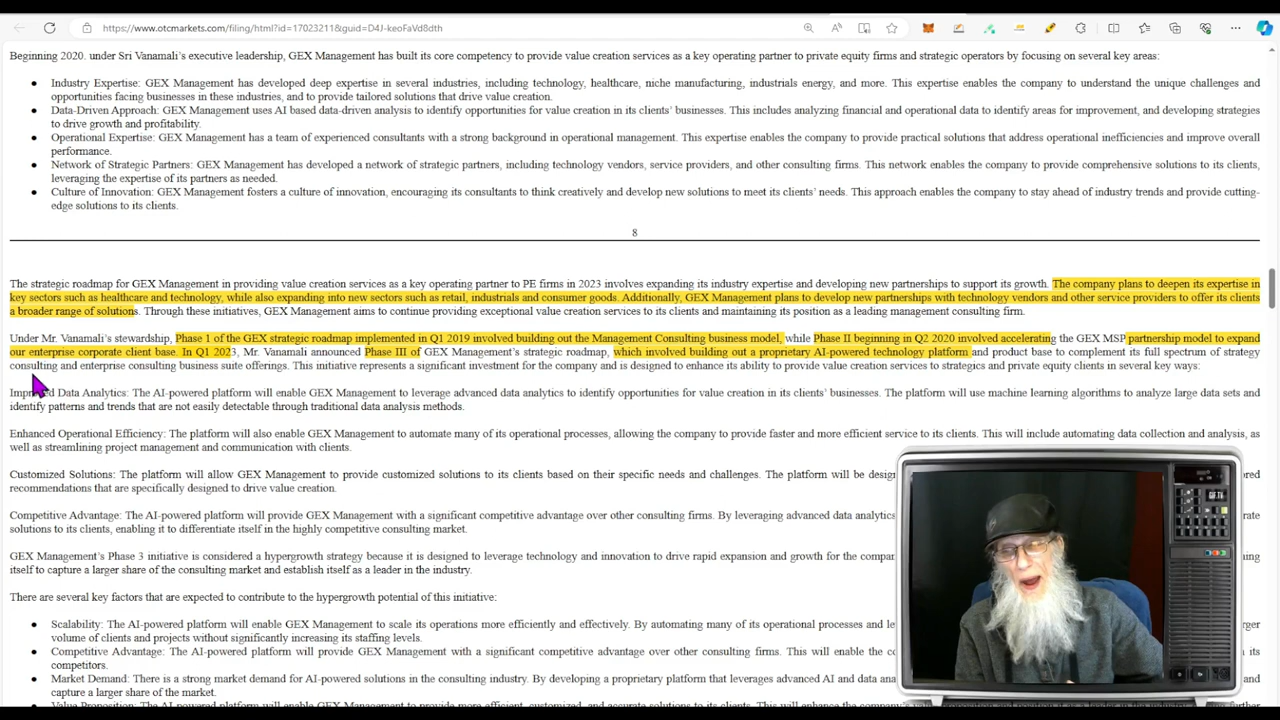 https://www.otcmarkets.com/filing/html?id=17023211&guid=D4J-keoFaVd8dth
Beginning 2020. under Sri Vanamali's executive leadership, GEX Management has built its core competency to provide value creation services as a key operating partner to private equity firms and strategic operators by focusing on several key areas:
● Industry Expertise: GEX Management has developed deep expertise in several industries, including technology, healthcare, niche manufacturing, industrials energy, and more. This expertise enables the company to understand the unique challenges and
opportunities facing businesses in these industries, and to provide tailored solutions that drive value creation.
● Data-Driven Approach: GEX Management uses AI based data-driven analysis to identify opportunities for value creation in its clients' businesses. This includes analyzing financial and operational data to identify areas for improvement, and developing strategies
to drive growth and profitability.
● Operational Expertise: GEX Management has a team of experienced consultants with a strong background in operational management. This expertise enables the company to provide practical solutions that address operational inefficiencies and improve overall
performance.
● Network of Strategic Partners: GEX Management has developed a network of strategic partners, including technology vendors, service providers, and other consulting firms. This network enables the company to provide comprehensive solutions to its clients,
leveraging the expertise of its partners as needed.
● Culture of Innovation: GEX Management fosters a culture of innovation, encouraging its consultants to think creatively and develop new solutions to meet its clients' needs. This approach enables the company to stay ahead of industry trends and provide cutting-
edge solutions to its clients.
8
The strategic roadmap for GEX Management in providing value creation services as a key operating partner to PE firms in 2023 involves expanding its industry expertise and developing new partnerships to support its growth. The company plans to deepen its expertise in
key sectors such as healthcare and technology, while also expanding into new sectors such as retail, industrials and consumer goods. Additionally, GEX Management plans to develop new partnerships with technology vendors and other service providers to offer its clients
a broader range of solutions. Through these initiatives, GEX Management aims to continue providing exceptional value creation services to its clients and maintaining its position as a leading management consulting firm.
Under Mr. Vanamali's stewardship, Phase 1 of the GEX strategic roadmap implemented in Q1 2019 involved building out the Management Consulting business model, while Phase II beginning in Q2 2020 involved accelerating the GEX MSP partnership model to expand
our enterprise corporate client base. In Q1 2023, Mr. Vanamali announced Phase III of GEX Management's strategic roadmap, which involved building out a proprietary AI-powered technology platform and product base to complement its full spectrum of strategy
consulting and enterprise consulting business suite offerings. This initiative represents a significant investment for the company and is designed to enhance its ability to provide value creation services to strategics and private equity clients in several key ways:
Data Analytics: The AI-powered platform will enable GEX Management to leverage advanced data analytics to identify opportunities for value creation in its clients' businesses. The platform will use machine learning algorithms to analyze large data sets and
identify patterns and trends that are not easily detectable through traditional data analysis methods.
Enhanced Operational Efficiency: The platform will also enable GEX Management to automate many of its operational processes, allowing the company to provide faster and more efficient service to its clients. This will include automating data collection and analysis, as
well as streamlining project management and communication with clients.
Customized Solutions: The platform will allow GEX Management to provide customized solutions to its clients based on their specific needs and challenges. The platform will be
recommendations that are specifically designed to drive value creation.
Competitive Advantage: The AI-powered platform will provide GEX Management with a significant competitive advantage over other consulting firms. By leveraging advanced data analytics
solutions to its clients, enabling it to differentiate itself in the highly competitive consulting market.
GEX Management's Phase 3 initiative is considered a hypergrowth strategy because it is designed to leverage technology and innovation to drive rapid expansion and growth for the
itself to capture a larger share of the consulting market and establish itself as a leader in the industry.
There are several key factors that are expected to contribute to the hypergrowth potential of this initiative:
● Scalability: The AI-powered platform will enable GEX Management to scale its operations more efficiently and effectively. By automating many of its operational processes and
volume of clients and projects without significantly increasing its staffing levels.
● Competitive Advantage: The AI-powered platform will provide GEX Management with a significant competitive advantage over other consulting firms. This will enable the its
competitors.
● Market Demand: There is a strong market demand for AI-powered solutions in the consulting industry. By developing a proprietary platform that leverages advanced AI and data
capture a larger share of the market.